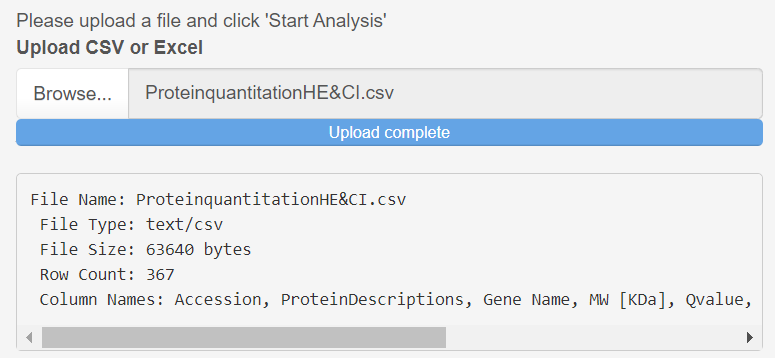 Please upload a file and click 'Start Analysis'
Upload CSV or Excel
Browse... ProteinquantitationHE&CI.csv
Upload complete
File Name: ProteinquantitationHE&CI.csv
File Type: text/csv
File Size: 63640 bytes
Row Count: 367
Column Names: Accession, ProteinDescriptions, Gene Name, MW [KDa], Qvalue,